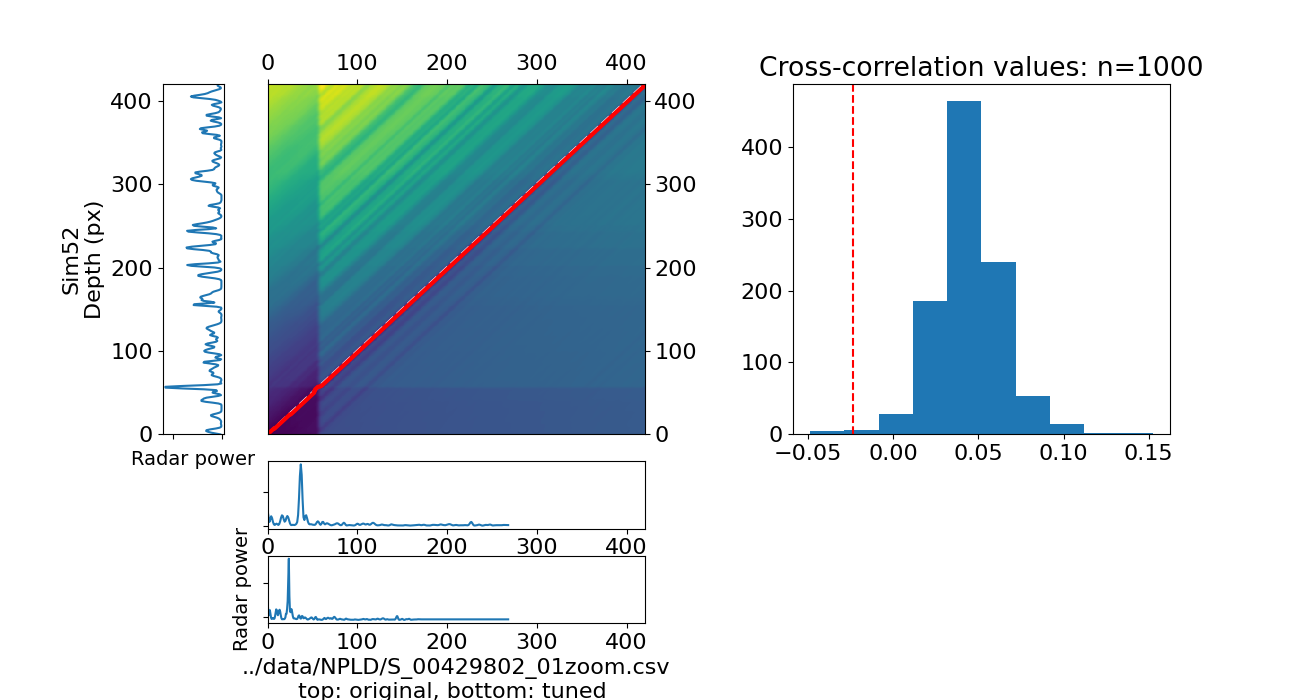 Cross-correlation values: n=1000
0 100 200 300 400
400
300
200
100
0
Sim52
Depth (px)
400
300
200
100
0
400
300
200
100
0
−0.05 0.00 0.05 0.10 0.15
Radar power
0 100 200 300 400
Radar power
0 100 200 300 400
../data/NPLD/S_00429802_01zoom.csv
top: original, bottom: tuned